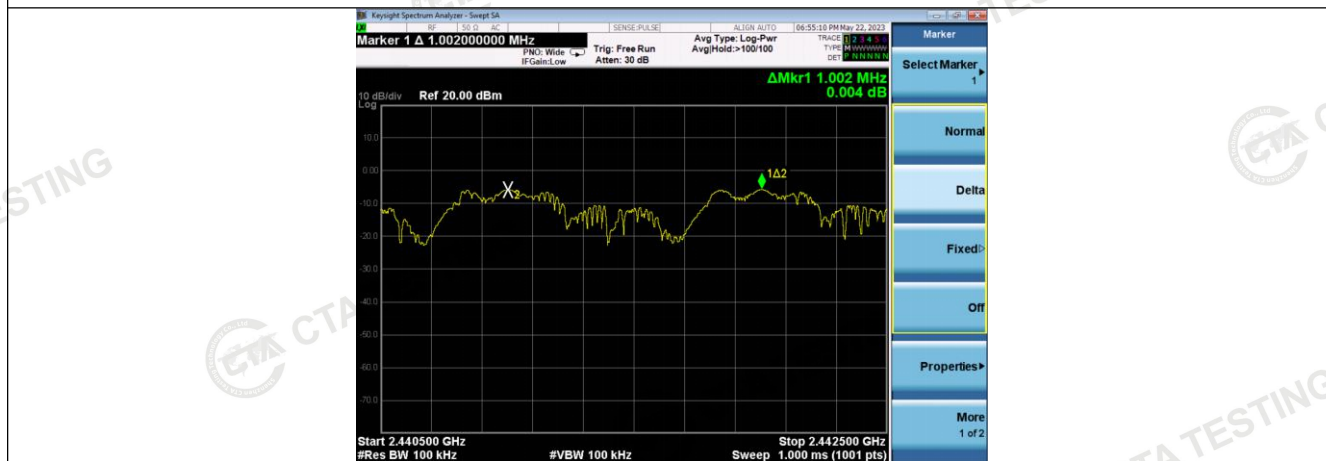 Keysight Spectrum Analyzer - Swept SA
RF 50 Ω AC SENSE:PULSE ALIGN AUTO 06:55:10 PM May 22, 2023
Marker 1 Δ 1.002000000 MHz
PNO: Wide
IFGain:Low
Trig: Free Run
Atten: 30 dB
Avg Type: Log-Pwr
Avg|Hold:>100/100
TRACE 1 2 3 4 5 6
TYPE M WWWWW
DET P N N N N N
ΔMkr1 1.002 MHz
0.004 dB
10 dB/div Ref 20.00 dBm
Log
10.0
0.00
1Δ2
2
-10.0
-20.0
-30.0
-40.0
-50.0
-60.0
-70.0
Start 2.440500 GHz Stop 2.442500 GHz
#Res BW 100 kHz #VBW 100 kHz Sweep 1.000 ms (1001 pts)
Marker
Select Marker
1
Normal
Delta
Fixed
Off
Properties
More
1 of 2
ESTING
CTA
CTA
CTA TESTING